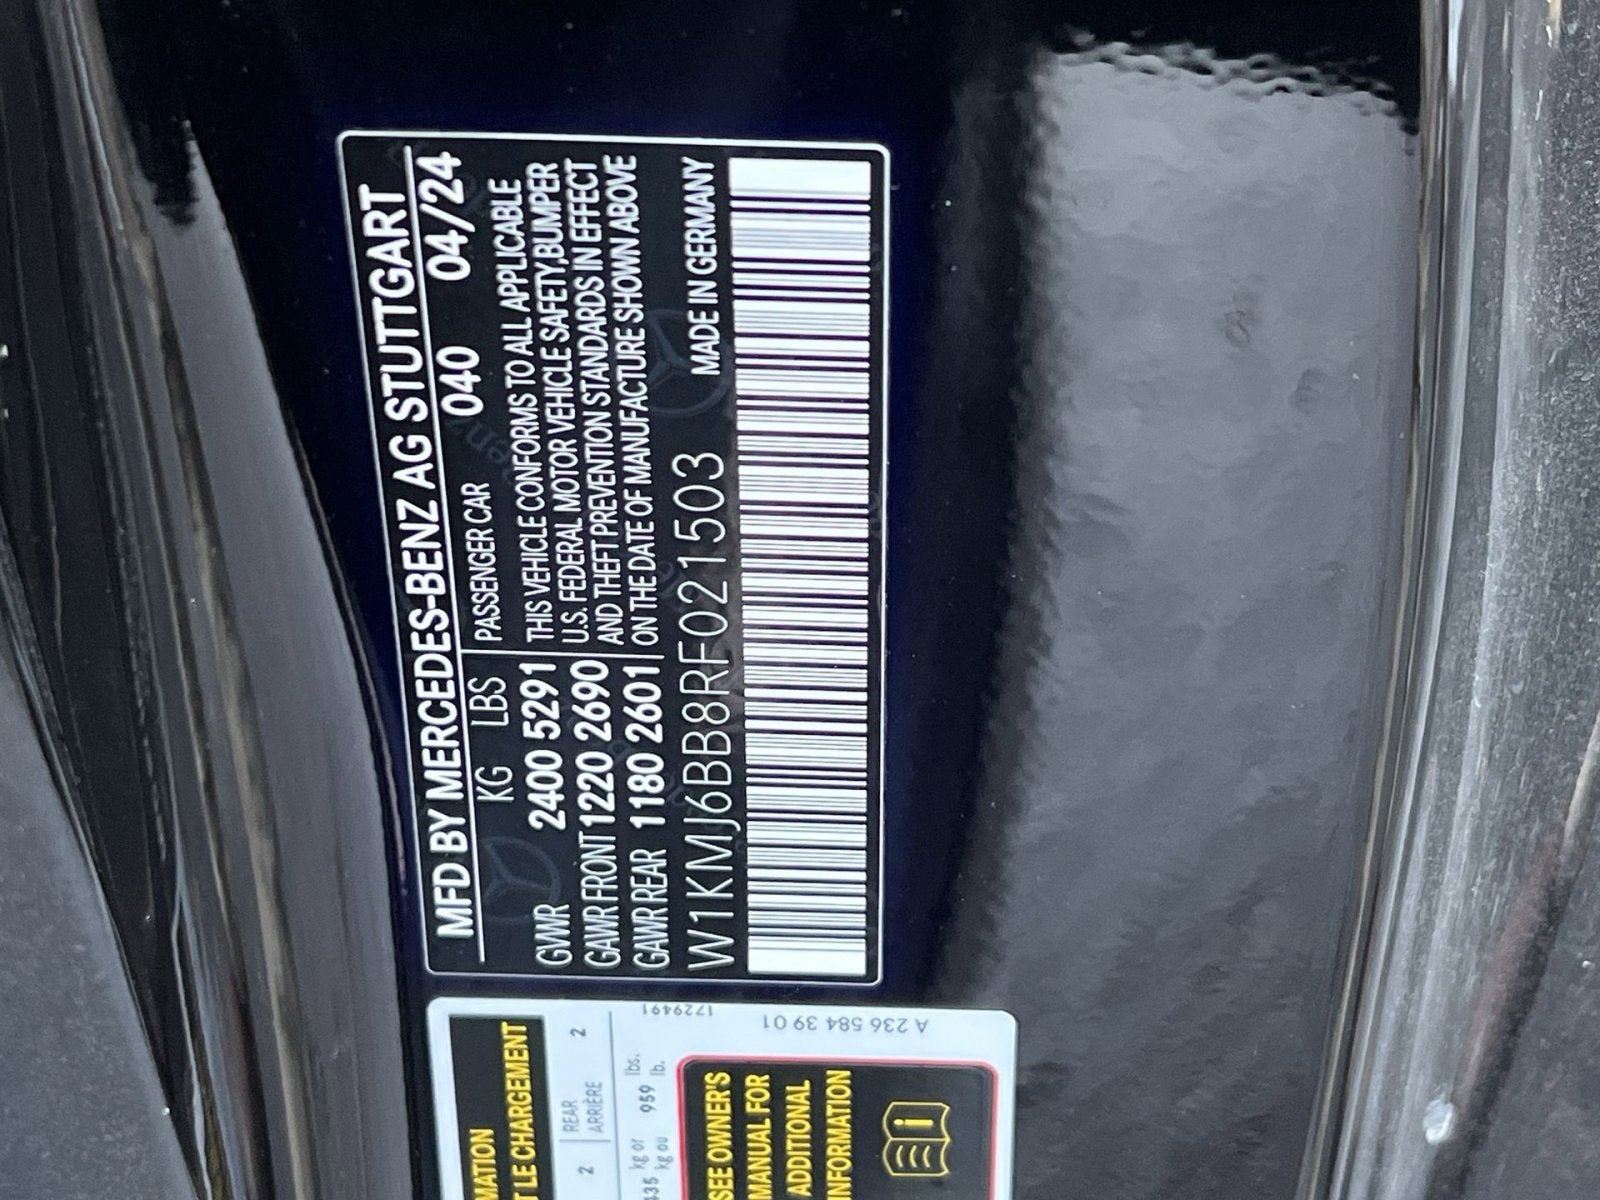 MFD BY MERCEDES-BENZ AG STUTTGART
040 04/24
KG LBS PASSENGER CAR
GVWR 2400 5291
GAWR FRONT 1220 2690
GAWR REAR 1180 2601
THIS VEHICLE CONFORMS TO ALL APPLICABLE
U.S. FEDERAL MOTOR VEHICLE SAFETY,BUMPER
AND THEFT PREVENTION STANDARDS IN EFFECT
ON THE DATE OF MANUFACTURE SHOWN ABOVE
W1KMJ6BB8RF021503 MADE IN GERMANY
T LE CHARGEMENT
2 REAR 2
ARRIÈRE
kg or 959 lbs.
kg ou lb.
SEE OWNER'S
MANUAL FOR
ADDITIONAL
INFORMATION
1729491
A 236 584 39 01